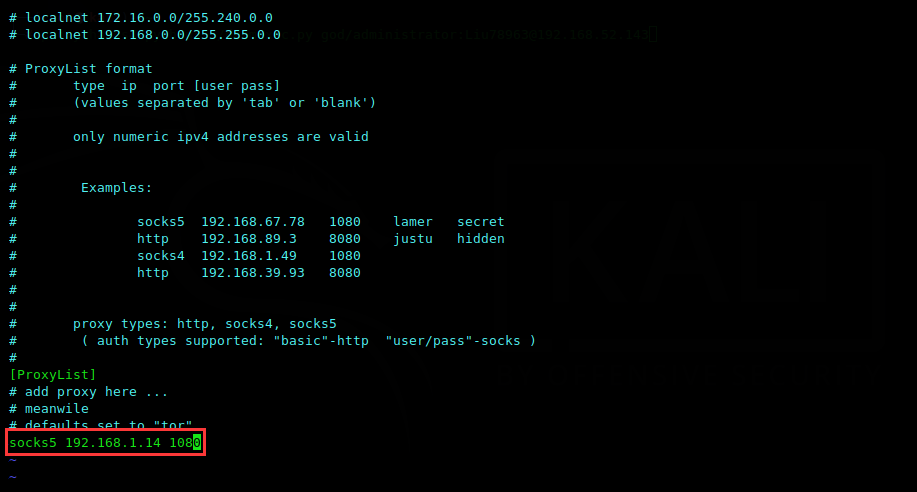 # localnet 172.16.0.0/255.240.0.0
# localnet 192.168.0.0/255.255.0.0

# ProxyList format
#       type  ip  port [user pass]
#       (values separated by 'tab' or 'blank')
#
#       only numeric ipv4 addresses are valid
#
#
#        Examples:
#
#               socks5  192.168.67.78   1080    lamer   secret
#               http    192.168.89.3    8080    justu   hidden
#               socks4  192.168.1.49    1080
#               http    192.168.39.93   8080
#
#
#       proxy types: http, socks4, socks5
#        ( auth types supported: "basic"-http  "user/pass"-socks )
#
[ProxyList]
# add proxy here ...
# meanwile
# defaults set to "tor"
socks5 192.168.1.14 1080
~
~